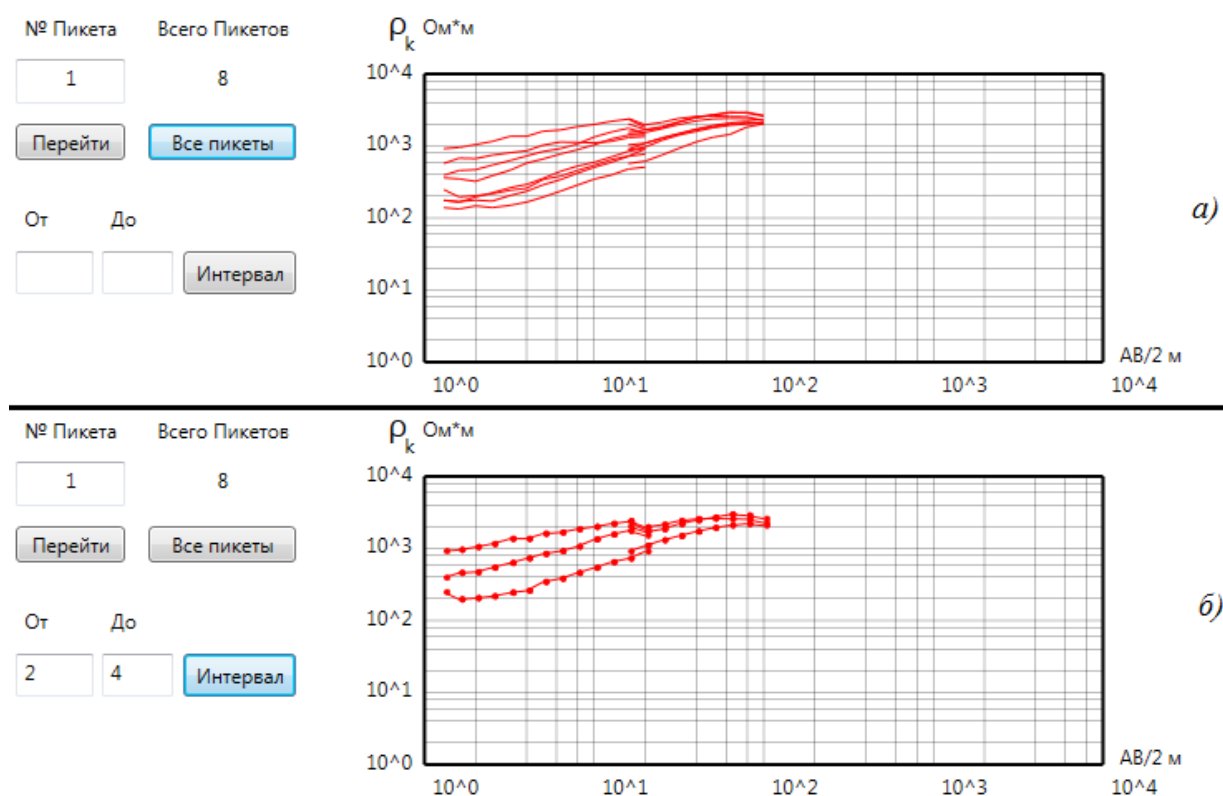 № Пикета Всего Пикетов
1 8
Перейти Все пикеты
От До
Интервал
ρk Ом*м
10^4
10^3
10^2
10^1
10^0
AB/2 м
10^0 10^1 10^2 10^3 10^4
а)
№ Пикета Всего Пикетов
1 8
Перейти Все пикеты
От До
2 4 Интервал
ρk Ом*м
10^4
10^3
10^2
10^1
10^0
AB/2 м
10^0 10^1 10^2 10^3 10^4
б)